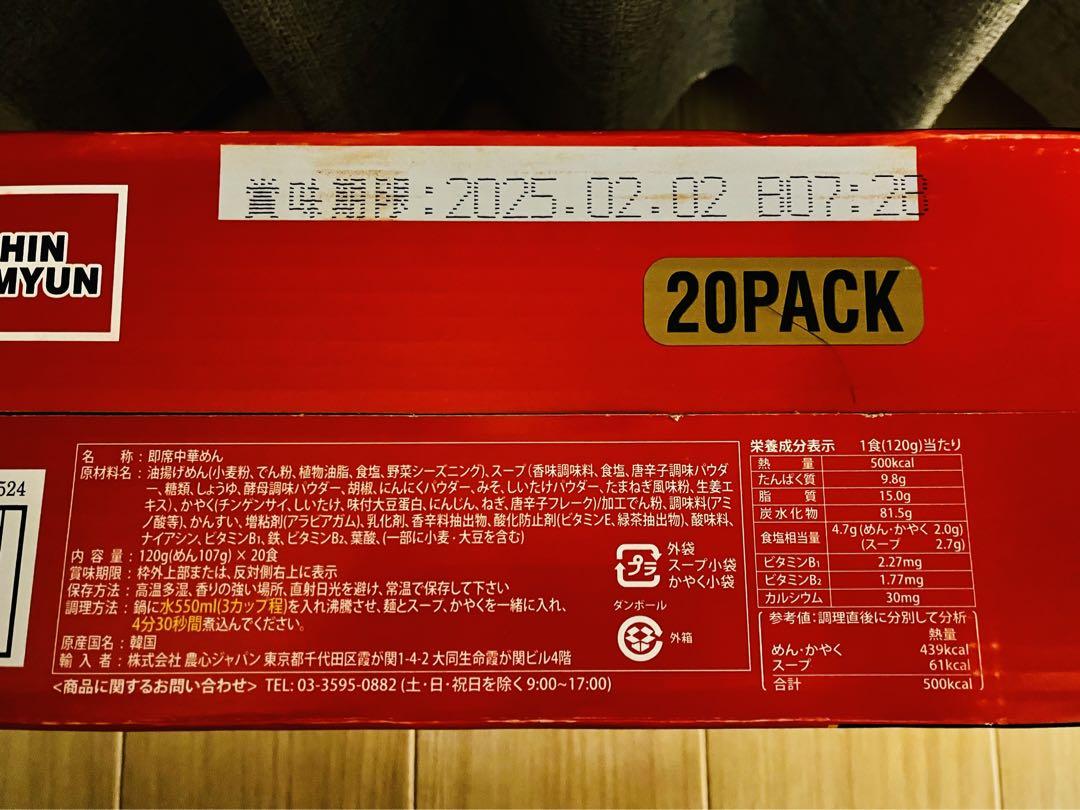 賞味期限:2025.02.02 B07:28
HIN
MYUN
20PACK
524
名 称:即席中華めん
原材料名:油揚げめん(小麦粉、でん粉、植物油脂、食塩、野菜シーズニング)、スープ(香味調味料、食塩、唐辛子調味パウダ
ー、糖類、しょうゆ、酵母調味パウダー、胡椒、にんにくパウダー、みそ、しいたけパウダー、たまねぎ風味粉、生姜エ
キス)、かやく(チンゲンサイ、しいたけ、味付大豆蛋白、にんじん、ねぎ、唐辛子フレーク)/加工でん粉、調味料(アミ
ノ酸等)、かんすい、増粘剤(アラビアガム)、乳化剤、香辛料抽出物、酸化防止剤(ビタミンE、緑茶抽出物)、酸味料、
ナイアシン、ビタミンB₁、鉄、ビタミンB₂、葉酸、(一部に小麦・大豆を含む)
内 容 量:120g(めん107g)×20食
賞味期限:枠外上部または、反対側右上に表示
保存方法:高温多湿、香りの強い場所、直射日光を避け、常温で保存して下さい
調理方法:鍋に水550ml(3カップ程)を入れ沸騰させ、麺とスープ、かやくを一緒に入れ、
4分30秒間煮込んでください。
原産国名:韓国
輸 入 者:株式会社 農心ジャパン 東京都千代田区霞が関1-4-2 大同生命霞が関ビル4階
<商品に関するお問い合わせ> TEL: 03-3595-0882 (土・日・祝日を除く9:00~17:00)
プラ
外袋
スープ小袋
かやく小袋
ダンボール
外箱
栄養成分表示 1食(120g)当たり
熱 量 500kcal
たんぱく質 9.8g
脂 質 15.0g
炭水化物 81.5g
食塩相当量 4.7g(めん・かやく 2.0g)
(スープ 2.7g)
ビタミンB₁ 2.27mg
ビタミンB₂ 1.77mg
カルシウム 30mg
参考値:調理直後に分別して分析
熱量
めん・かやく 439kcal
スープ 61kcal
合計 500kcal